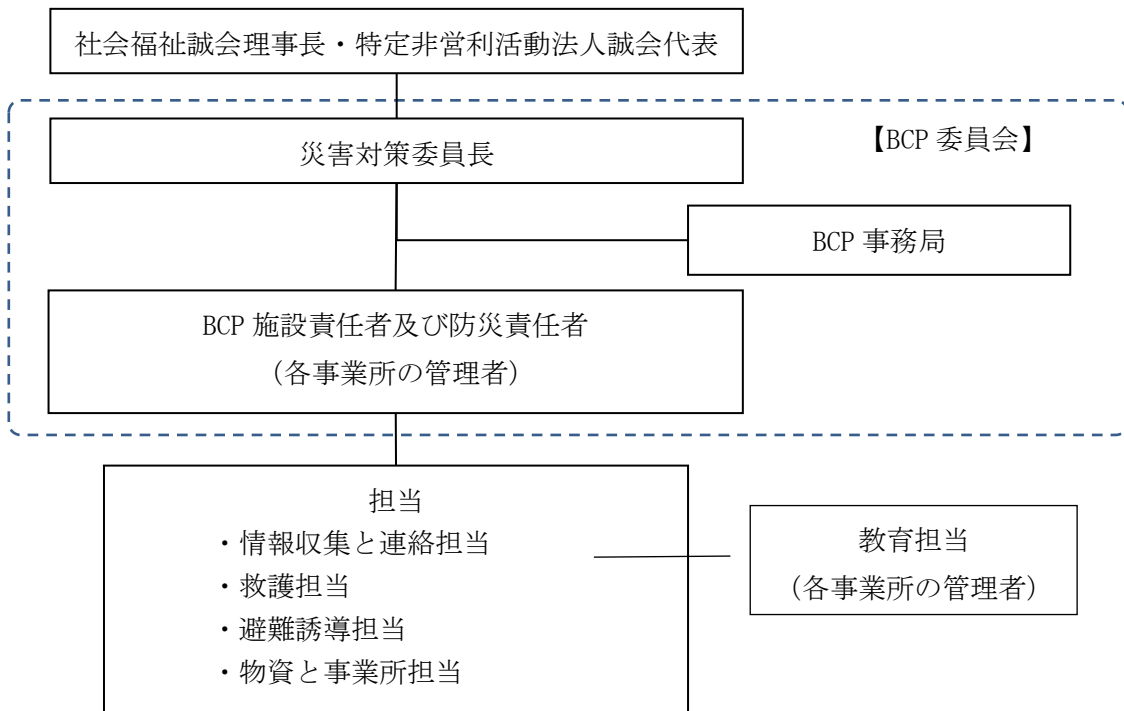 社会福祉誠会理事長・特定非営利活動法人誠会代表
災害対策委員長
【BCP 委員会】
BCP 事務局
BCP 施設責任者及び防災責任者
（各事業所の管理者）
担当
・情報収集と連絡担当
・救護担当
・避難誘導担当
・物資と事業所担当
教育担当
（各事業所の管理者）